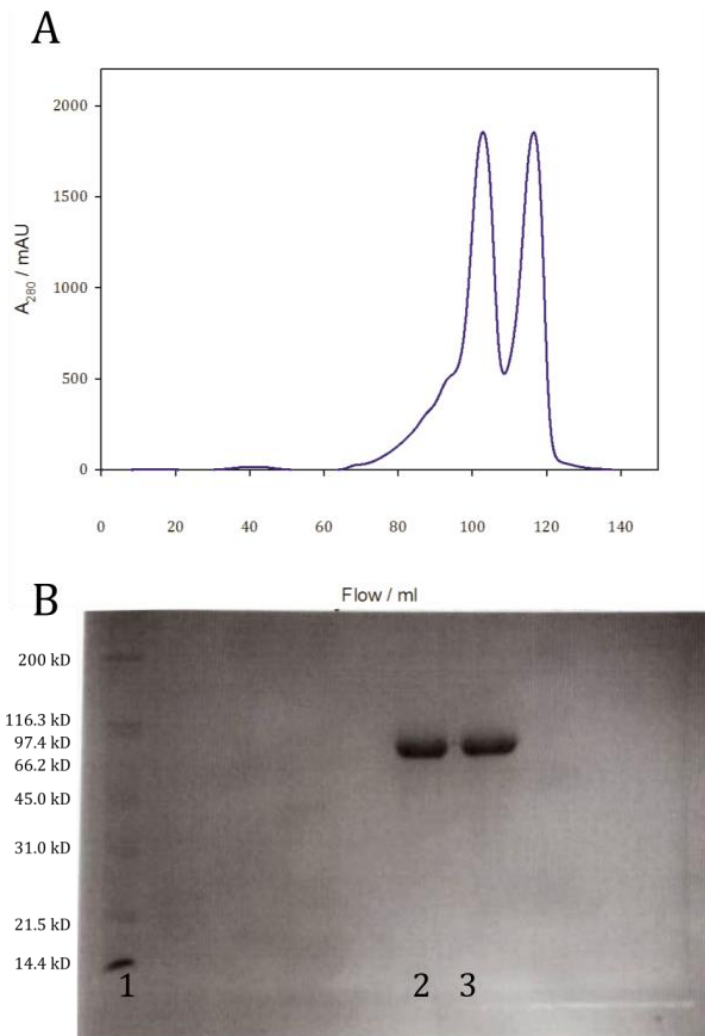 A
2000
1500
1000
500
0
A280 / mAU
0 20 40 60 80 100 120 140
Flow / ml
B
200 kD
116.3 kD
97.4 kD
66.2 kD
45.0 kD
31.0 kD
21.5 kD
14.4 kD
1 2 3